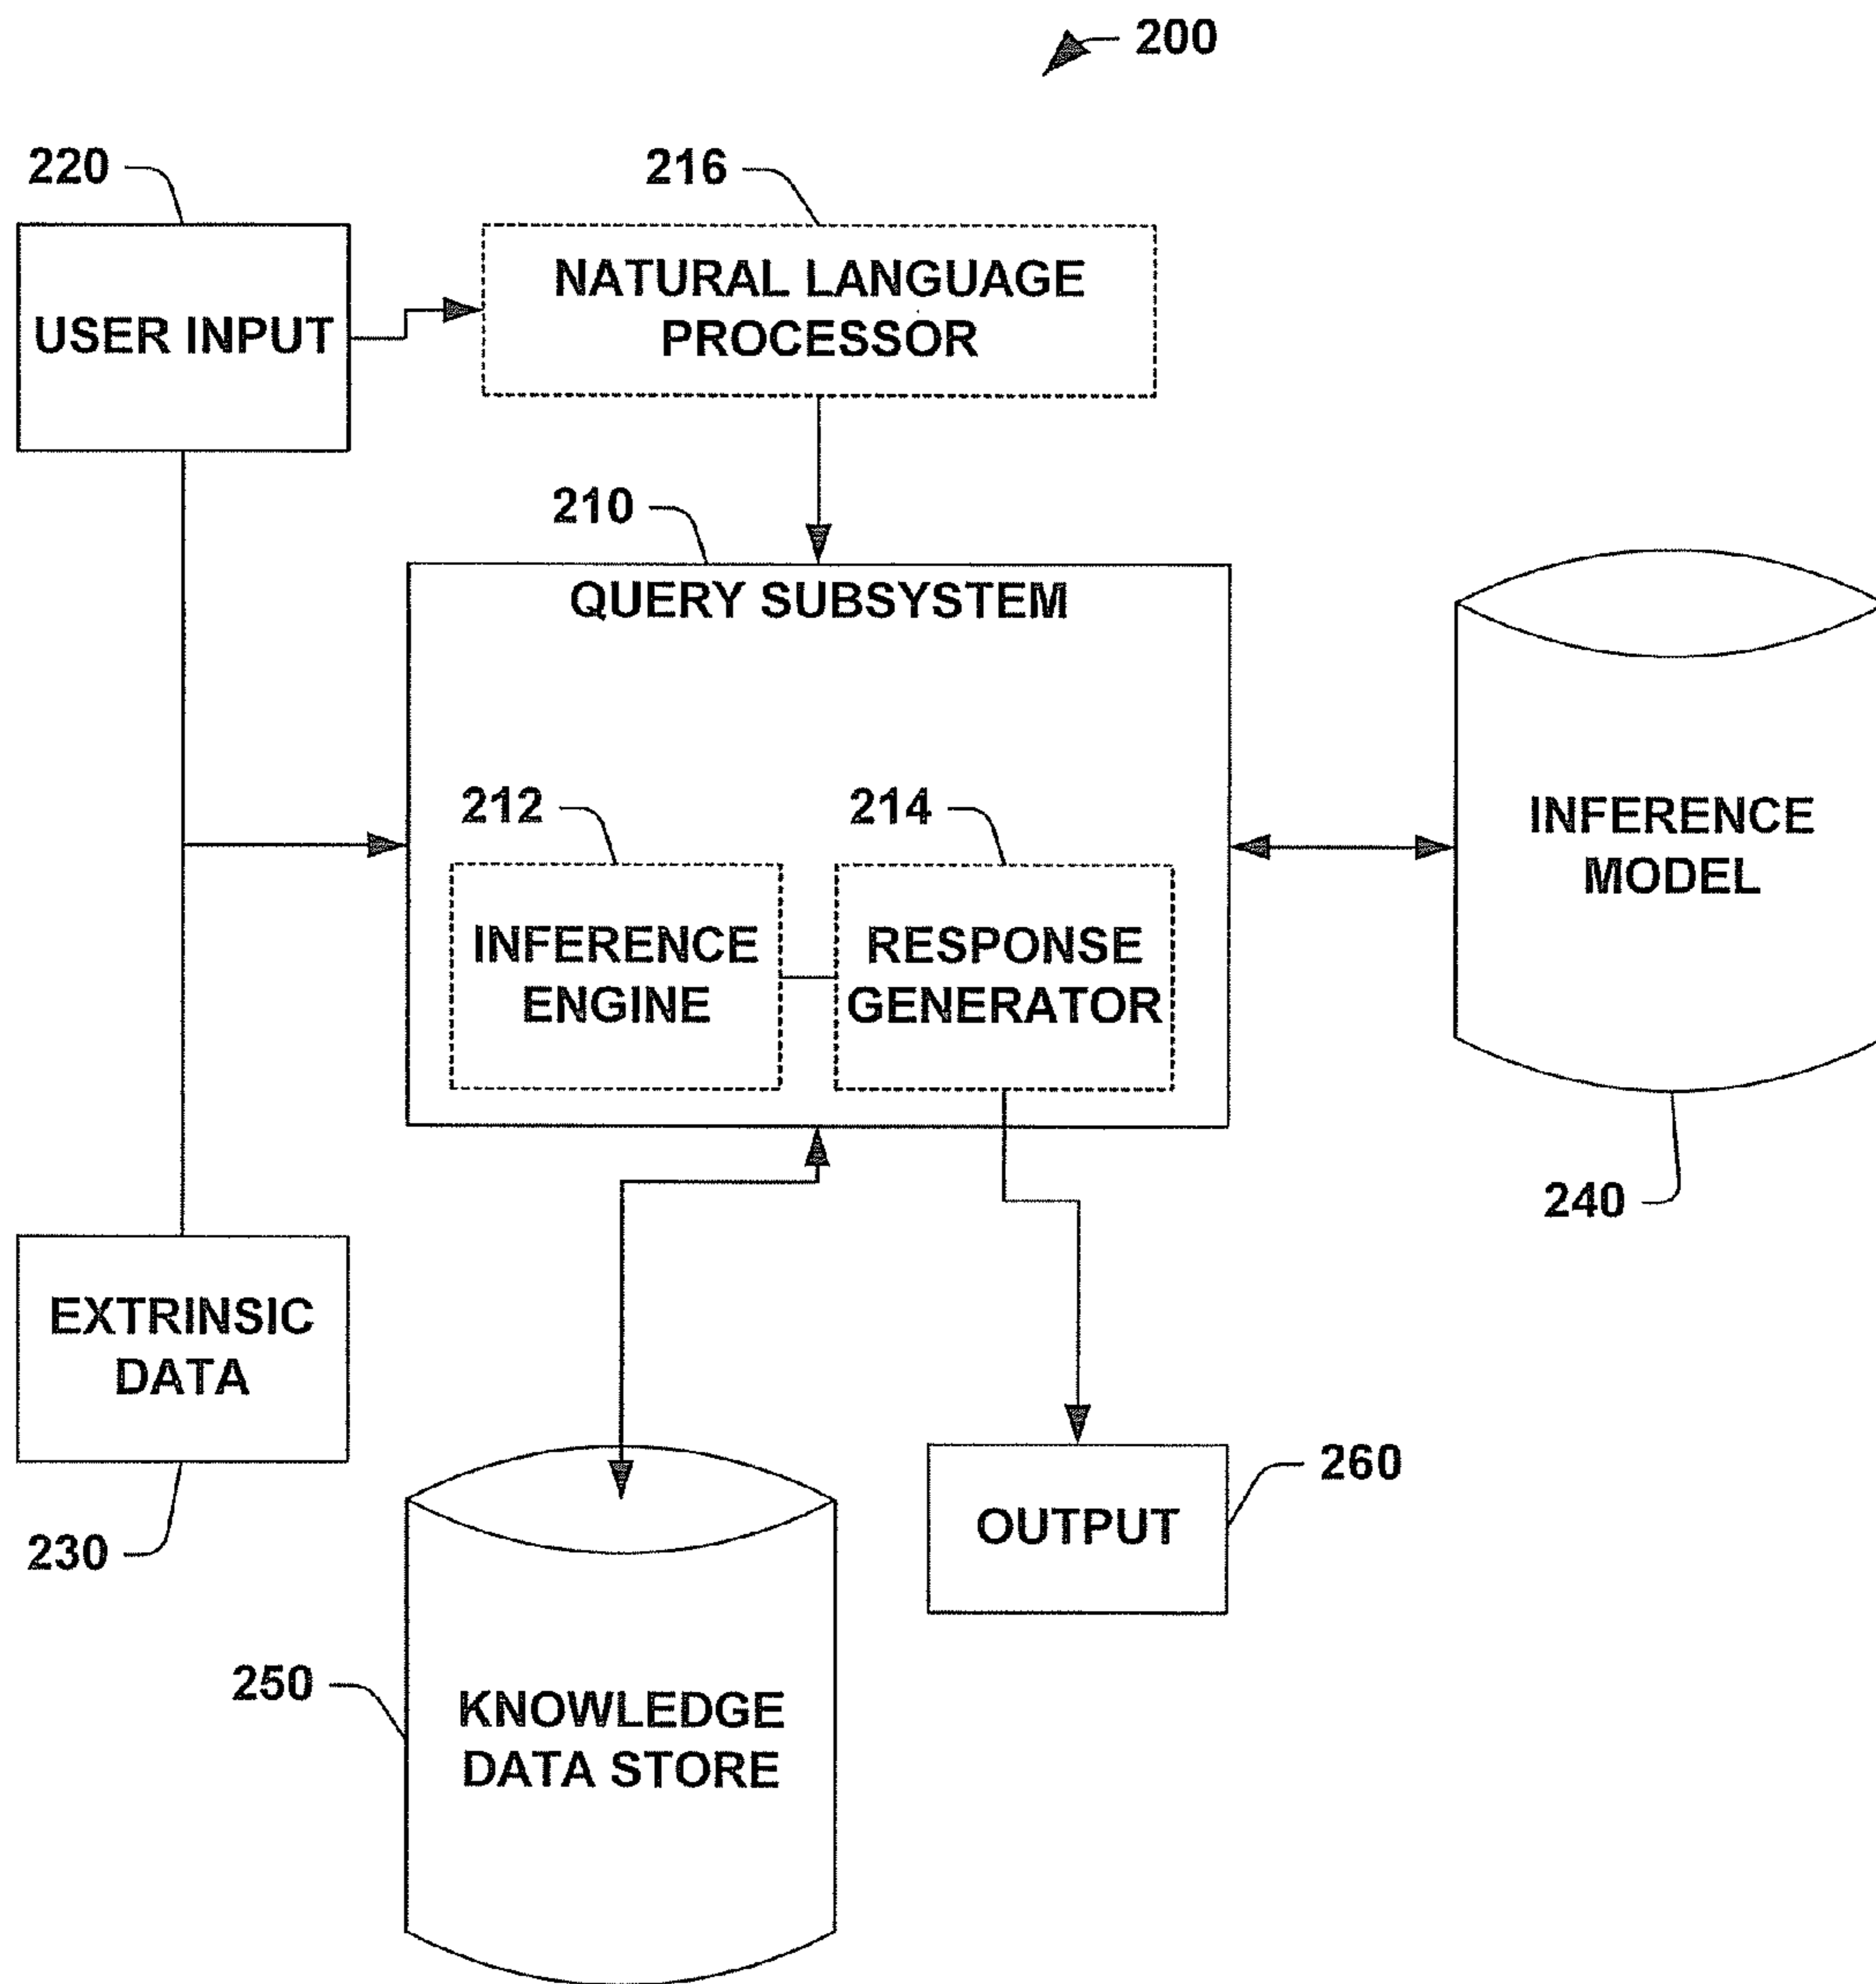 200
220
216
USER INPUT
NATURAL LANGUAGE
PROCESSOR
210
QUERY SUBSYSTEM
212
214
INFERENCE
ENGINE
RESPONSE
GENERATOR
INFERENCE
MODEL
240
EXTRINSIC
DATA
230
260
OUTPUT
250
KNOWLEDGE
DATA STORE